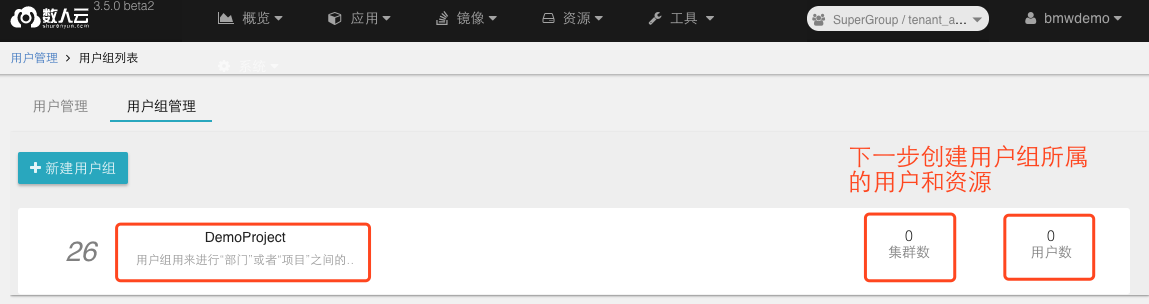 数人云 3.5.0 beta2
shurenyun.com
概览 应用 镜像 资源 工具 SuperGroup / tenant_a... bmwdemo
用户管理 > 用户组列表
用户管理 用户组管理
+ 新建用户组
下一步创建用户组所属
的用户和资源
26
DemoProject
用户组用来进行“部门”或者“项目”之间的..
0
集群数
0
用户数